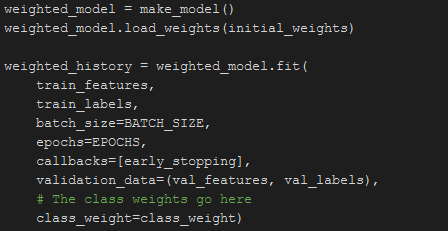 weighted_model = make_model()
weighted_model.load_weights(initial_weights)

weighted_history = weighted_model.fit(
    train_features,
    train_labels,
    batch_size=BATCH_SIZE,
    epochs=EPOCHS,
    callbacks=[early_stopping],
    validation_data=(val_features, val_labels),
    # The class weights go here
    class_weight=class_weight)